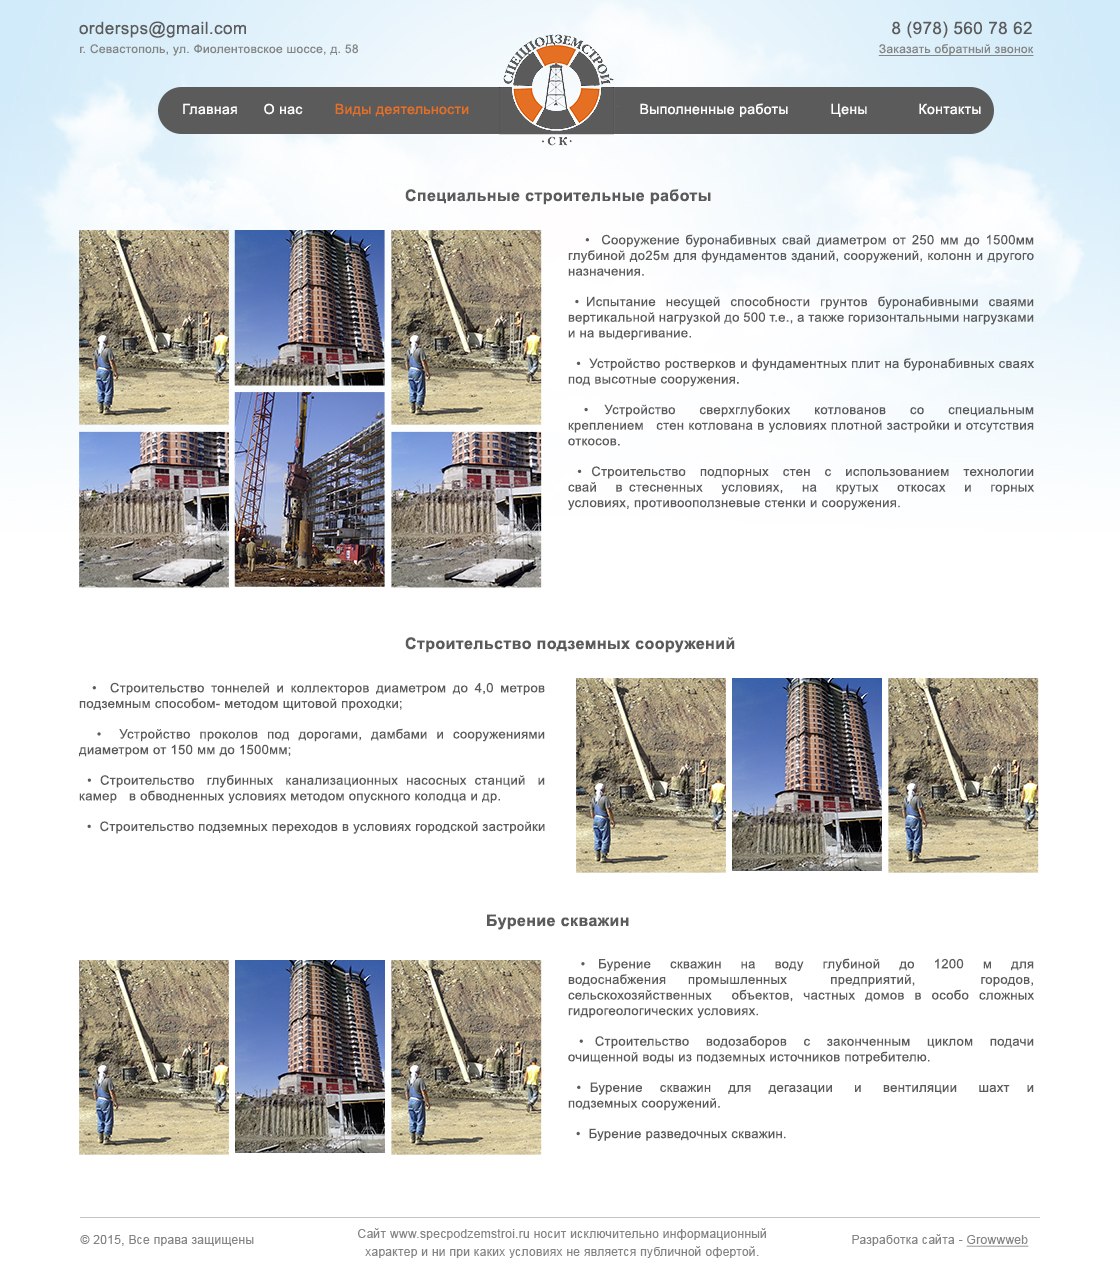 ordersps@gmail.com
г. Севастополь, ул. Фиолентовское шоссе, д. 58
8 (978) 560 78 62
Заказать обратный звонок
СПЕЦПОДЗЕМСТРОЙ
· С К ·
Главная О нас Виды деятельности Выполненные работы Цены Контакты
Специальные строительные работы
• Сооружение буронабивных свай диаметром от 250 мм до 1500мм
глубиной до25м для фундаментов зданий, сооружений, колонн и другого
назначения.
• Испытание несущей способности грунтов буронабивными сваями
вертикальной нагрузкой до 500 т.е., а также горизонтальными нагрузками
и на выдергивание.
• Устройство ростверков и фундаментных плит на буронабивных сваях
под высотные сооружения.
• Устройство сверхглубоких котлованов со специальным
креплением стен котлована в условиях плотной застройки и отсутствия
откосов.
• Строительство подпорных стен с использованием технологии
свай в стесненных условиях, на крутых откосах и горных
условиях, противооползневые стенки и сооружения.
Строительство подземных сооружений
• Строительство тоннелей и коллекторов диаметром до 4,0 метров
подземным способом- методом щитовой проходки;
• Устройство проколов под дорогами, дамбами и сооружениями
диаметром от 150 мм до 1500мм;
• Строительство глубинных канализационных насосных станций и
камер в обводненных условиях методом опускного колодца и др.
• Строительство подземных переходов в условиях городской застройки
Бурение скважин
• Бурение скважин на воду глубиной до 1200 м для
водоснабжения промышленных предприятий, городов,
сельскохозяйственных объектов, частных домов в особо сложных
гидрогеологических условиях.
• Строительство водозаборов с законченным циклом подачи
очищенной воды из подземных источников потребителю.
• Бурение скважин для дегазации и вентиляции шахт и
подземных сооружений.
• Бурение разведочных скважин.
© 2015, Все права защищены
Сайт www.specpodzemstroi.ru носит исключительно информационный
характер и ни при каких условиях не является публичной офертой.
Разработка сайта - Growwweb